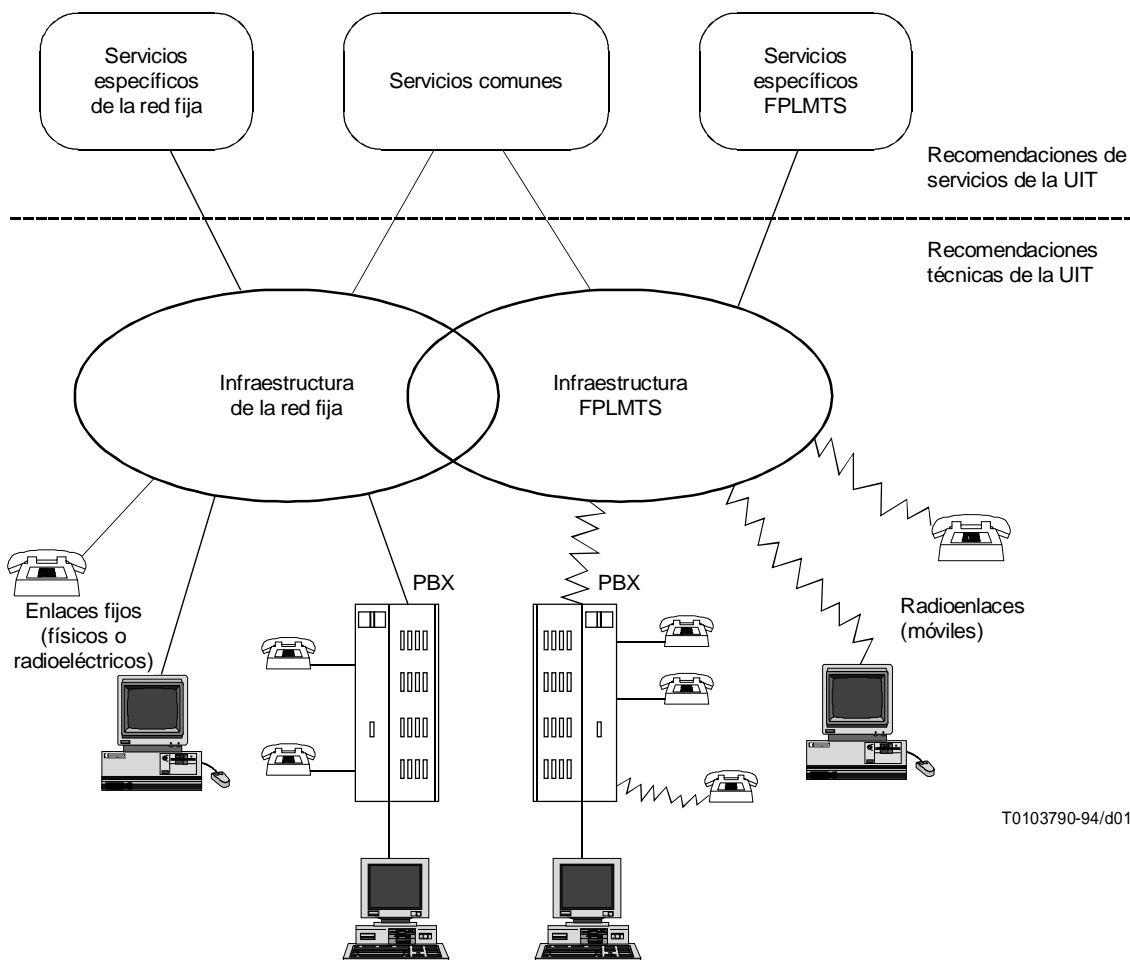 Servicios
específicos
de la red fija
Servicios comunes
Servicios
específicos
FPLMTS
Recomendaciones de
servicios de la UIT
Recomendaciones
técnicas de la UIT
Infraestructura
de la red fija
Infraestructura
FPLMTS
PBX
PBX
Enlaces fijos
(físicos o
radioeléctricos)
Radioenlaces
(móviles)
T0103790-94/d01